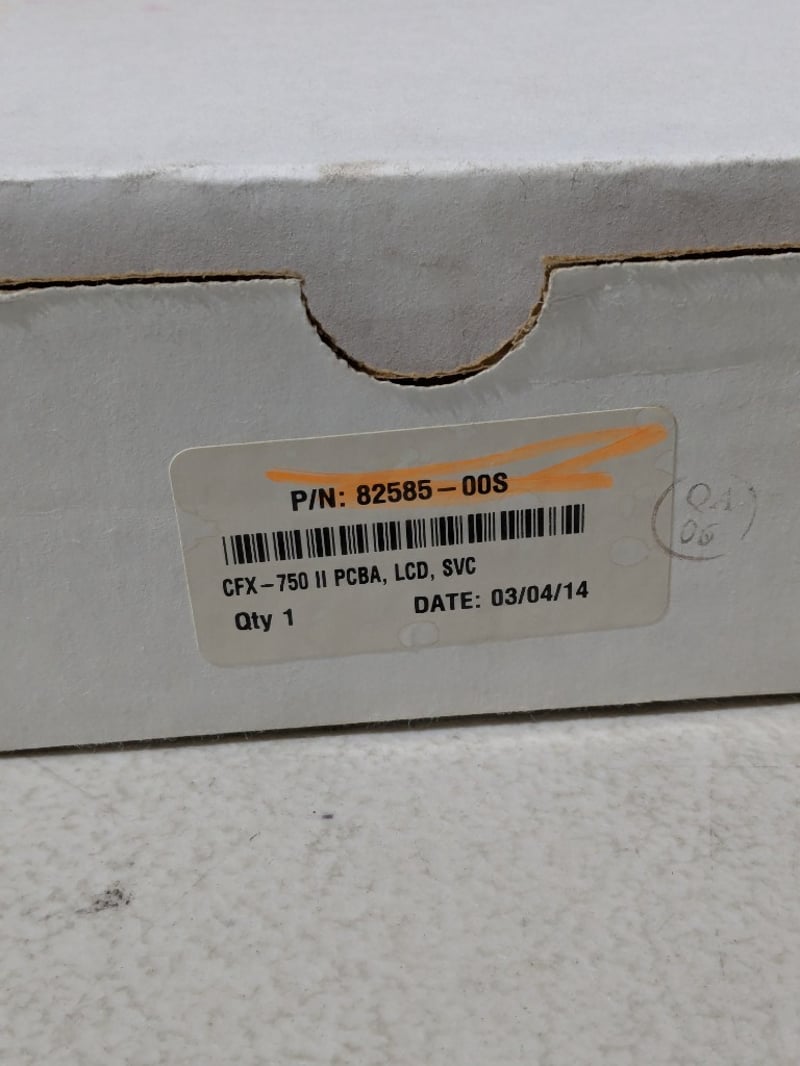 P/N: 82585-00S
CFX-750 II PCBA, LCD, SVC
Qty 1 DATE: 03/04/14
QA
06